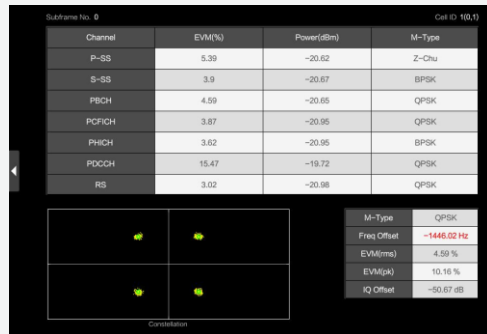 Subframe No. 0 Cell ID 1(0,1)
Channel EVM(%) Power(dBm) M-Type
P-SS 5.39 -20.62 Z-Chu
S-SS 3.9 -20.67 BPSK
PBCH 4.59 -20.65 QPSK
PCFICH 3.87 -20.95 QPSK
PHICH 3.62 -20.95 BPSK
PDCCH 15.47 -19.72 QPSK
RS 3.02 -20.98 QPSK
M-Type QPSK
Freq Offset -1446.02 Hz
EVM(rms) 4.59 %
EVM(pk) 10.16 %
IQ Offset -50.67 dB
Constellation